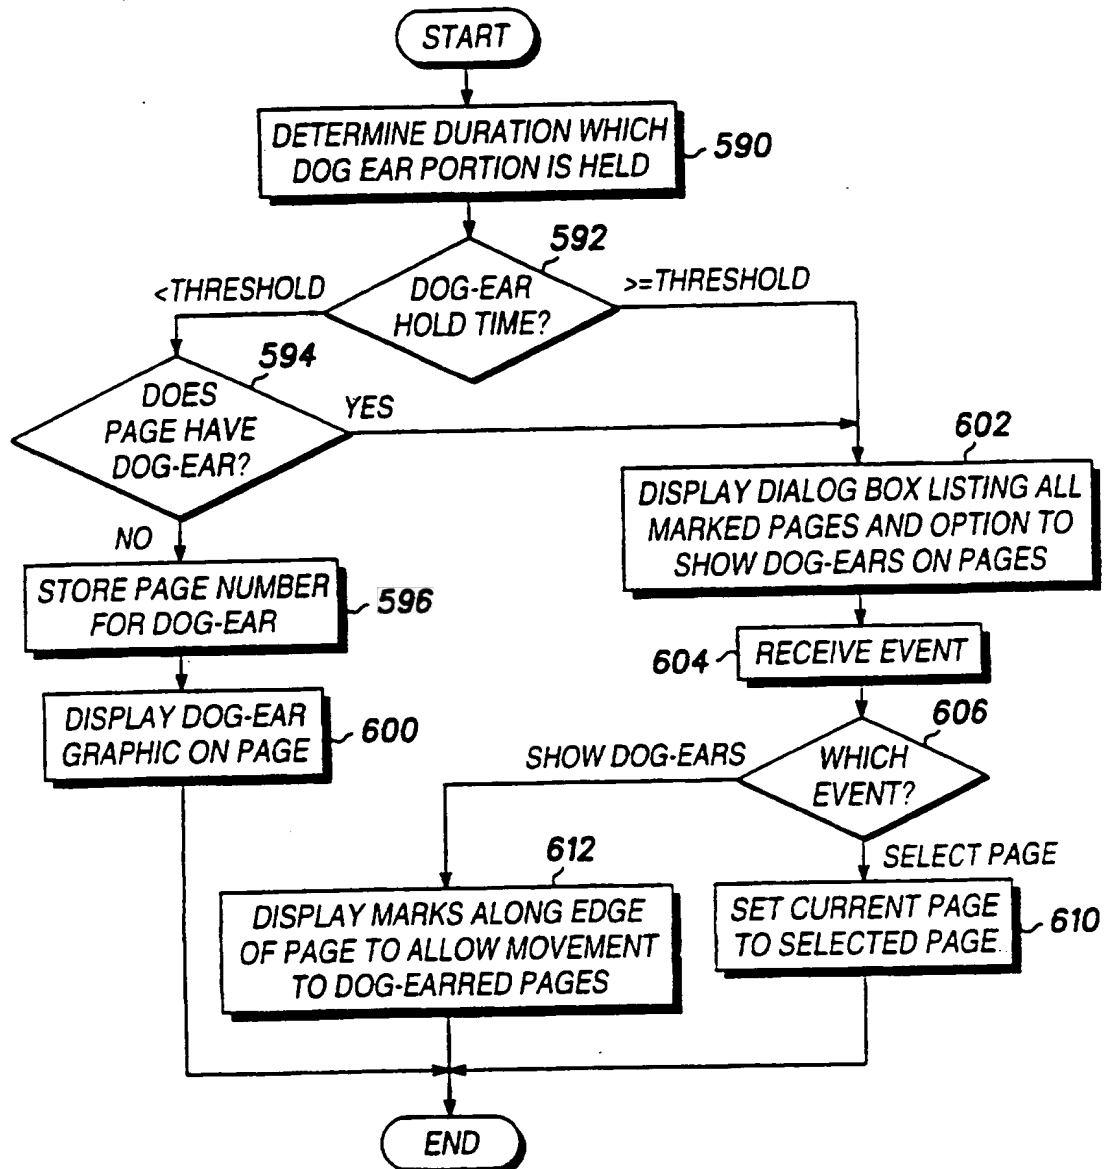 START
DETERMINE DURATION WHICH
DOG EAR PORTION IS HELD
590
592
<THRESHOLD
DOG-EAR
HOLD TIME?
>=THRESHOLD
594
DOES
PAGE HAVE
DOG-EAR?
YES
NO
STORE PAGE NUMBER
FOR DOG-EAR
596
DISPLAY DOG-EAR
GRAPHIC ON PAGE
600
602
DISPLAY DIALOG BOX LISTING ALL
MARKED PAGES AND OPTION TO
SHOW DOG-EARS ON PAGES
604
RECEIVE EVENT
606
SHOW DOG-EARS
WHICH
EVENT?
SELECT PAGE
612
DISPLAY MARKS ALONG EDGE
OF PAGE TO ALLOW MOVEMENT
TO DOG-EARRED PAGES
SET CURRENT PAGE
TO SELECTED PAGE
610
END